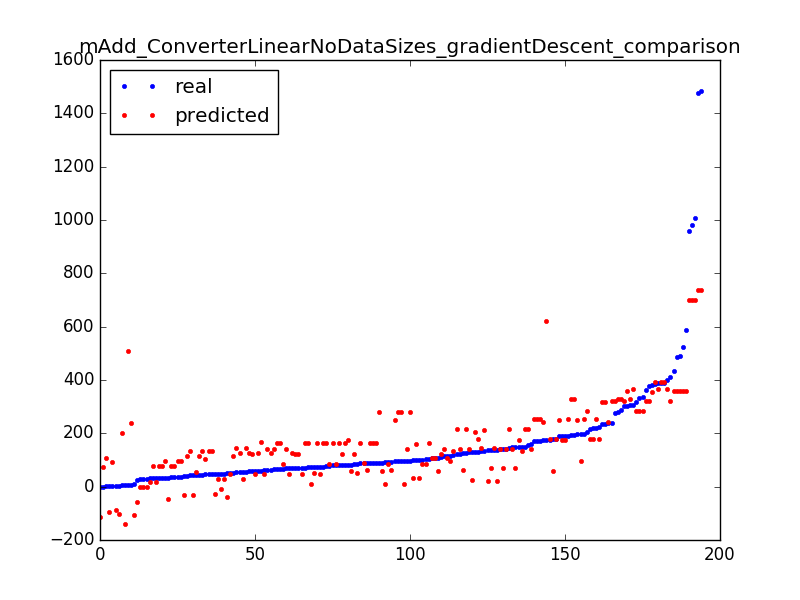 mAdd_ConverterLinearNoDataSizes_gradientDescent_comparison
1600
1400
1200
1000
800
600
400
200
0
−200
real
predicted
0 50 100 150 200